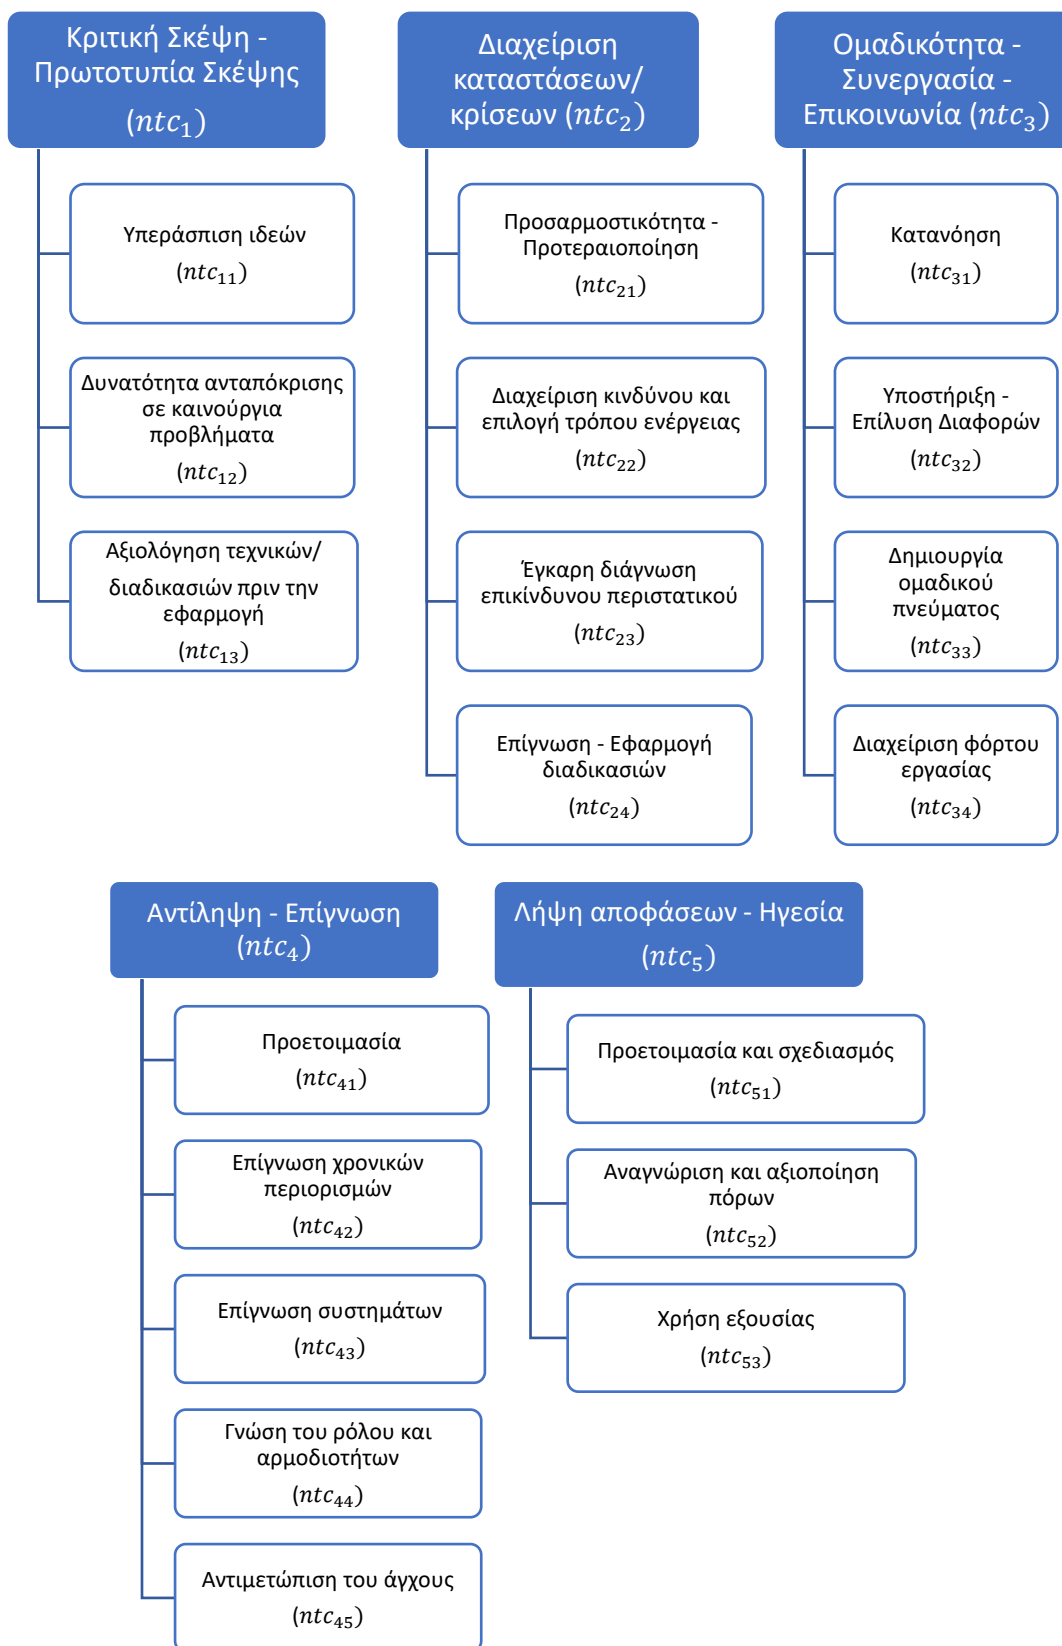 Κριτική Σκέψη -
Πρωτοτυπία Σκέψης
(ntc₁)
Υπεράσπιση ιδεών
(ntc₁₁)
Δυνατότητα ανταπόκρισης
σε καινούργια
προβλήματα
(ntc₁₂)
Αξιολόγηση τεχνικών/
διαδικασιών πριν την
εφαρμογή
(ntc₁₃)
Διαχείριση
καταστάσεων/
κρίσεων (ntc₂)
Προσαρμοστικότητα -
Προτεραιοποίηση
(ntc₂₁)
Διαχείριση κινδύνου και
επιλογή τρόπου ενέργειας
(ntc₂₂)
Έγκαρη διάγνωση
επικίνδυνου περιστατικού
(ntc₂₃)
Επίγνωση - Εφαρμογή
διαδικασιών
(ntc₂₄)
Ομαδικότητα -
Συνεργασία -
Επικοινωνία (ntc₃)
Κατανόηση
(ntc₃₁)
Υποστήριξη -
Επίλυση Διαφορών
(ntc₃₂)
Δημιουργία
ομαδικού
πνεύματος
(ntc₃₃)
Διαχείριση φόρτου
εργασίας
(ntc₃₄)
Αντίληψη - Επίγνωση
(ntc₄)
Προετοιμασία
(ntc₄₁)
Επίγνωση χρονικών
περιορισμών
(ntc₄₂)
Επίγνωση συστημάτων
(ntc₄₃)
Γνώση του ρόλου και
αρμοδιοτήτων
(ntc₄₄)
Αντιμετώπιση του άγχους
(ntc₄₅)
Λήψη αποφάσεων - Ηγεσία
(ntc₅)
Προετοιμασία και σχεδιασμός
(ntc₅₁)
Αναγνώριση και αξιοποίηση
πόρων
(ntc₅₂)
Χρήση εξουσίας
(ntc₅₃)